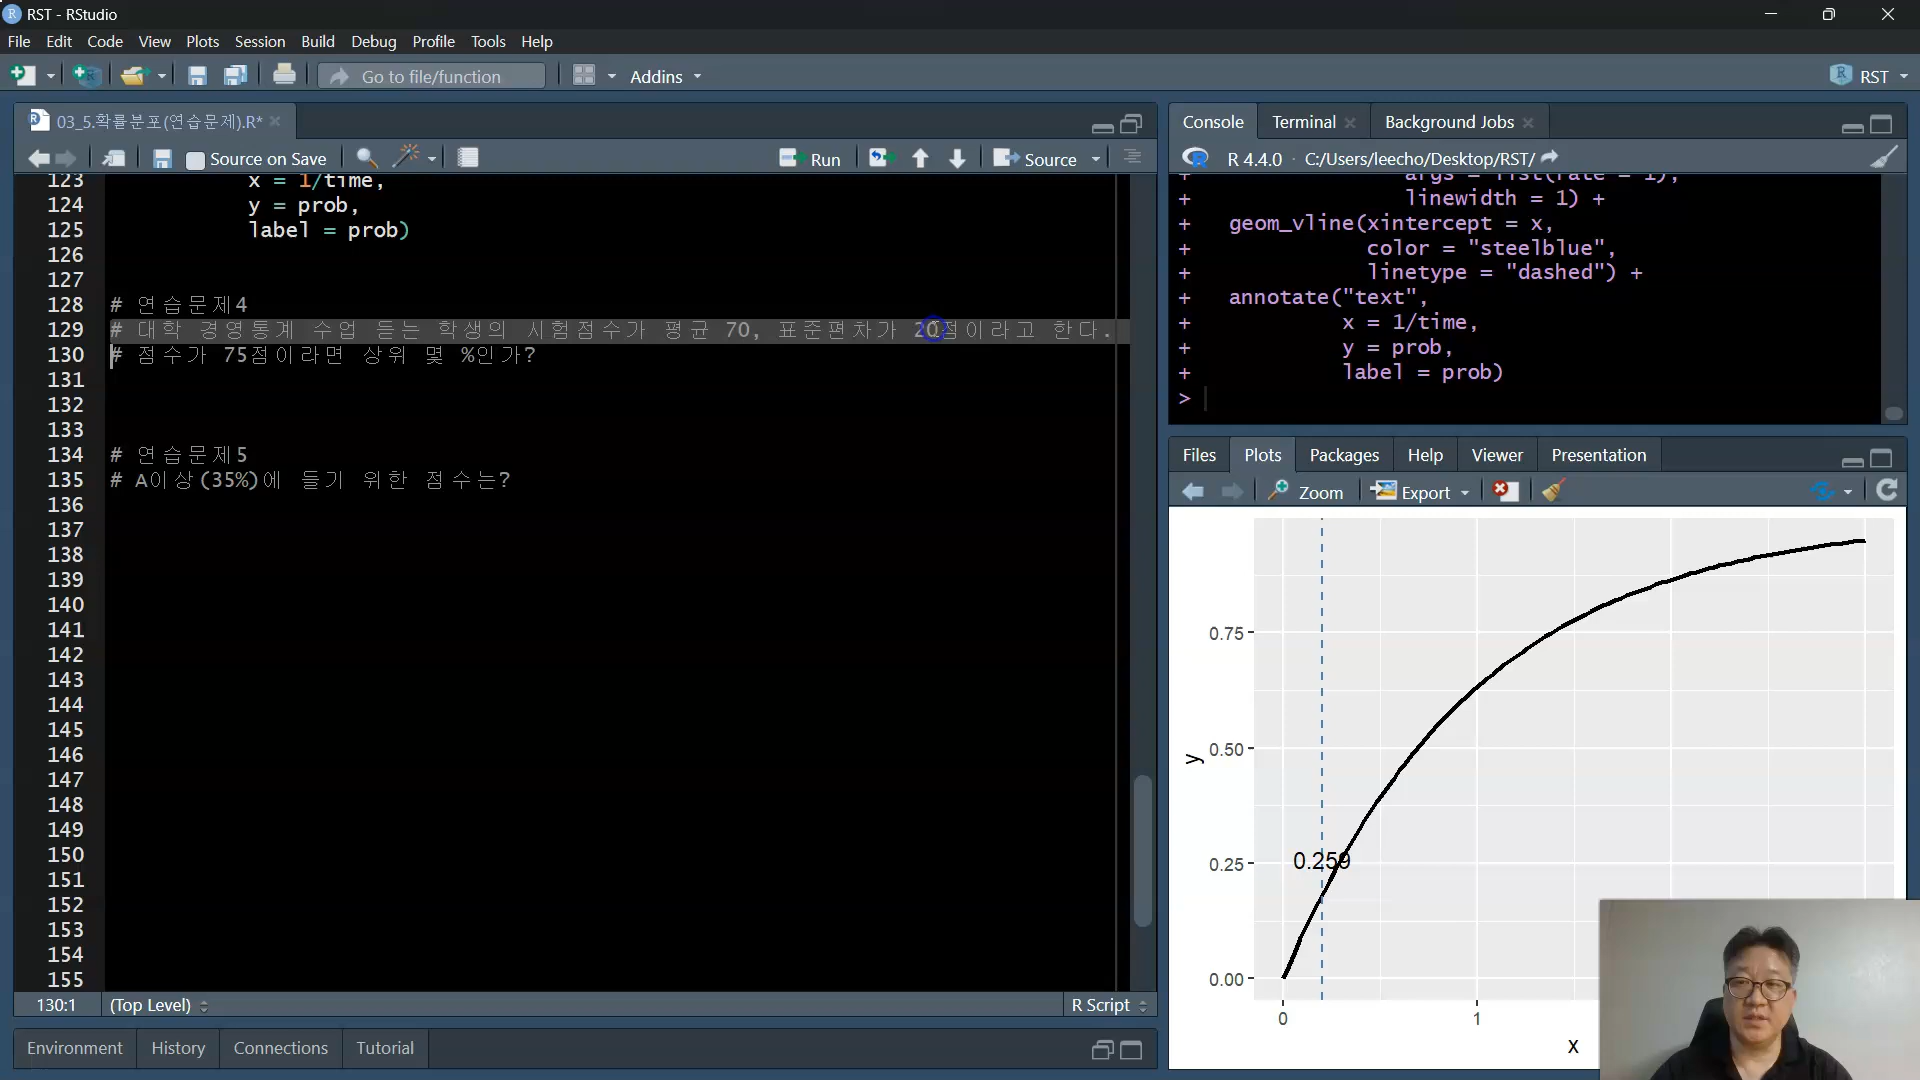 RST - RStudio
File Edit Code View Plots Session Build Debug Profile Tools Help
Go to file/function Addins RST
03_5.확률분포(연습문제).R*
Source on Save Run Source
123 x = 1/time,
124 y = prob,
125 label = prob)
126
127
128 # 연습문제4
129 # 대학 경영통계 수업 듣는 학생의 시험점수가 평균 70, 표준편차가 20점이라고 한다.
130 # 점수가 75점이라면 상위 몇 %인가?
131
132
133
134 # 연습문제5
135 # A이상(35%)에 들기 위한 점수는?
136
137
138
139
140
141
142
143
144
145
146
147
148
149
150
151
152
153
154
155
130:1 (Top Level) R Script
Environment History Connections Tutorial
Console Terminal Background Jobs
R 4.4.0 · C:/Users/leecho/Desktop/RST/
+ args = list(rate = 1),
+ linewidth = 1) +
+ geom_vline(xintercept = x,
+ color = "steelblue",
+ linetype = "dashed") +
+ annotate("text",
+ x = 1/time,
+ y = prob,
+ label = prob)
>
Files Plots Packages Help Viewer Presentation
Zoom Export
0.75
0.50
0.25
0.00
y
0.259
0 1
x